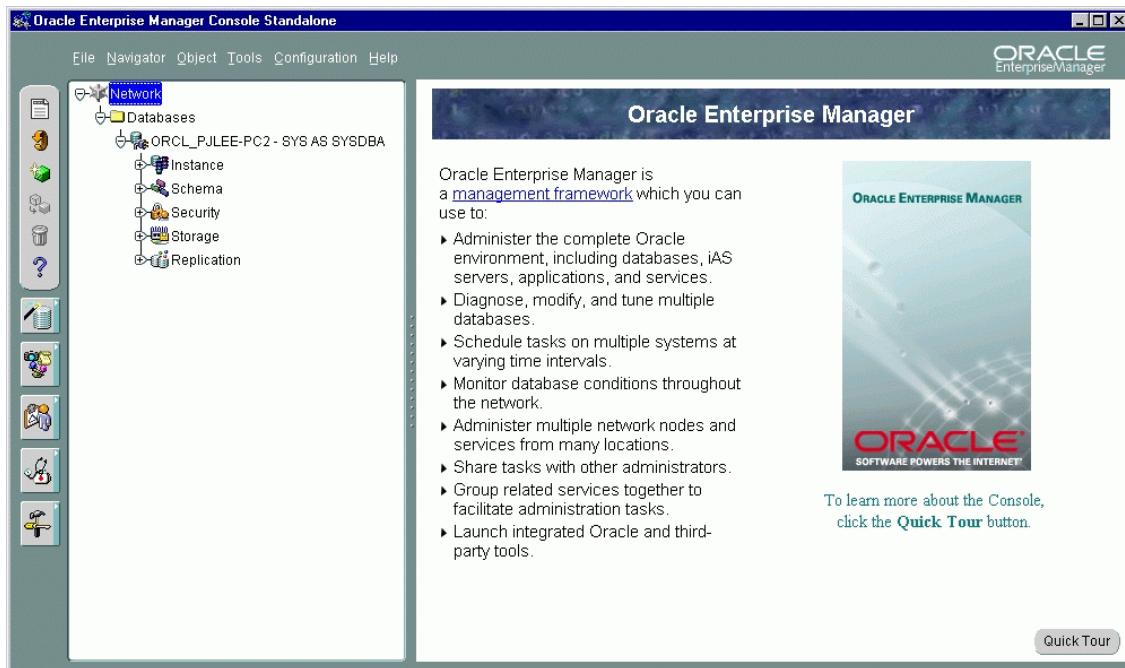 Oracle Enterprise Manager Console Standalone
File Navigator Object Tools Configuration Help
ORACLE
EnterpriseManager
Network
Databases
ORCL_PJLEE-PC2 - SYS AS SYSDBA
Instance
Schema
Security
Storage
Replication
Oracle Enterprise Manager
Oracle Enterprise Manager is
a management framework which you can
use to:
Administer the complete Oracle
environment, including databases, iAS
servers, applications, and services.
Diagnose, modify, and tune multiple
databases.
Schedule tasks on multiple systems at
varying time intervals.
Monitor database conditions throughout
the network.
Administer multiple network nodes and
services from many locations.
Share tasks with other administrators.
Group related services together to
facilitate administration tasks.
Launch integrated Oracle and third-
party tools.
ORACLE ENTERPRISE MANAGER
ORACLE
SOFTWARE POWERS THE INTERNET
To learn more about the Console,
click the Quick Tour button.
Quick Tour